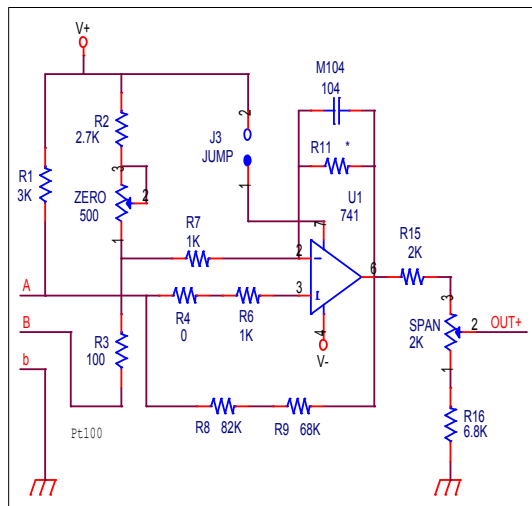 V+
M104
104
R2
2.7K
2
J3
JUMP
R11 *
R1
3K
3
ZERO
500
2
1
U1
741
1
7
R7
1K
2
R15
2K
6
A
3
R4
0
R6
1K
3
SPAN
2K
2
OUT+
B
R3
100
4
V-
1
b
Pt100
R8 82K
R9 68K
R16
6.8K